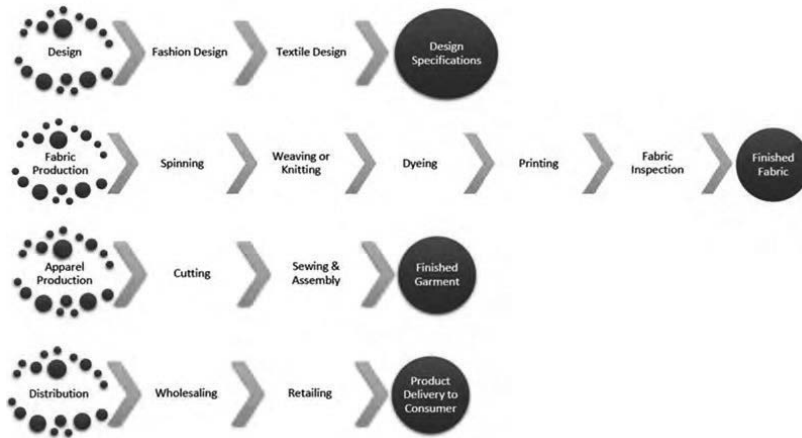 Design
Fashion Design
Textile Design
Design
Specifications
Fabric
Production
Spinning
Weaving or
Knitting
Dyeing
Printing
Fabric
Inspection
Finished
Fabric
Apparel
Production
Cutting
Sewing &
Assembly
Finished
Garment
Distribution
Wholesaling
Retailing
Product
Delivery to
Consumer